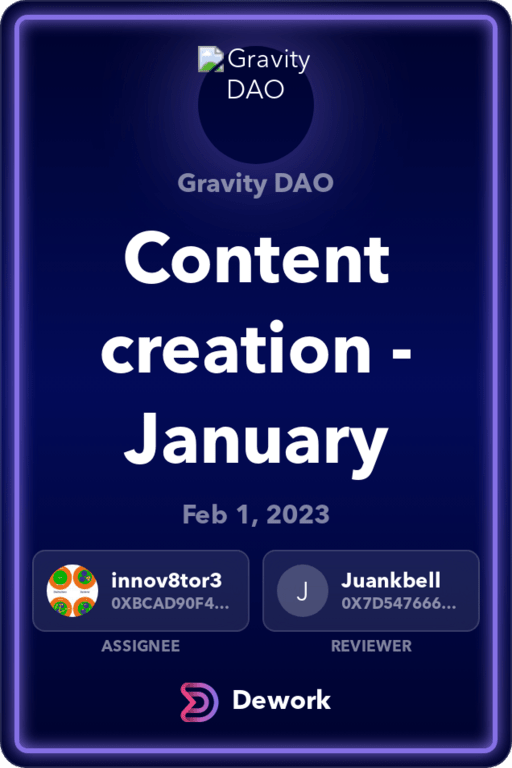 Gravity
DAO
Gravity DAO
Content
creation -
January
Feb 1, 2023
innov8tor3
0XBCAD90F4...
ASSIGNEE
J
Juankbell
0X7D547666...
REVIEWER
Dework